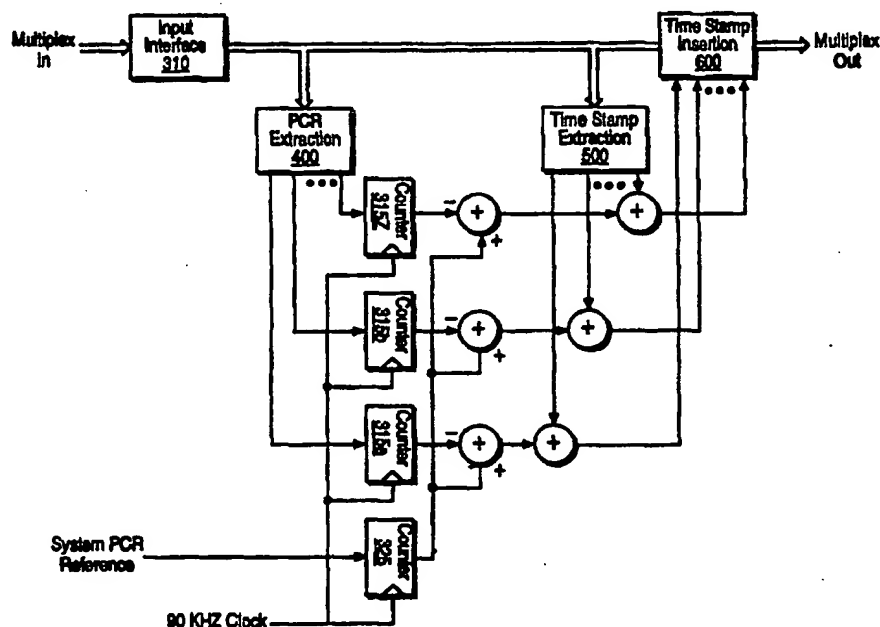 Multiplex
In
Input
Interface
310
Time Stamp
Insertion
600
Multiplex
Out
PCR
Extraction
400
Time Stamp
Extraction
500
Counter
315Z
Counter
315b
Counter
315a
Counter
325
System PCR
Reference
90 KHZ Clock
− + +
+
− + +
+
− + +
+